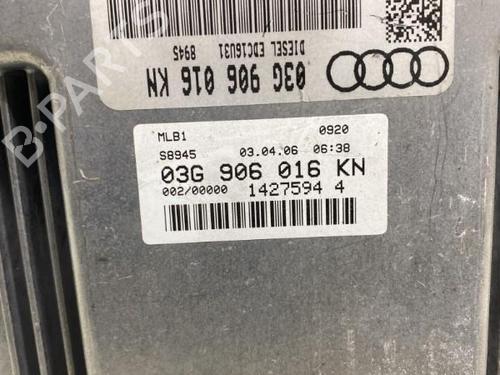 03G 906 016 KN
DIESEL EDC16U31 8945
MLB1 0920
S8945 03.04.06 06:38
03G 906 016 KN
002/00000 1427594 4
B-PARTS